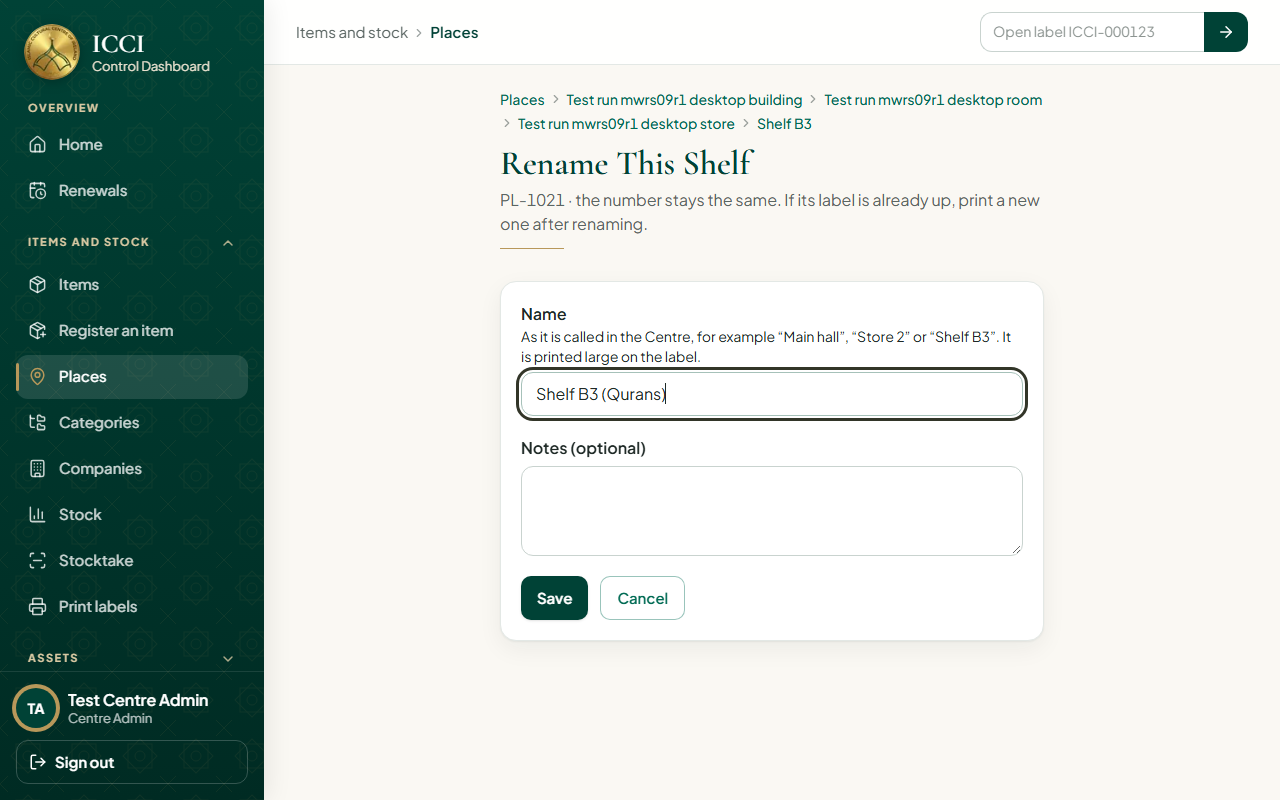 ICCI
Control Dashboard
OVERVIEW
Home
Renewals
ITEMS AND STOCK
Items
Register an item
Places
Categories
Companies
Stock
Stocktake
Print labels
ASSETS
TA
Test Centre Admin
Centre Admin
Sign out
Items and stock > Places
Open label ICCI-000123
Places > Test run mwrs09r1 desktop building > Test run mwrs09r1 desktop room
> Test run mwrs09r1 desktop store > Shelf B3
Rename This Shelf
PL-1021 · the number stays the same. If its label is already up, print a new
one after renaming.
Name
As it is called in the Centre, for example “Main hall”, “Store 2” or “Shelf B3”. It
is printed large on the label.
Shelf B3 (Qurans)
Notes (optional)
Save
Cancel